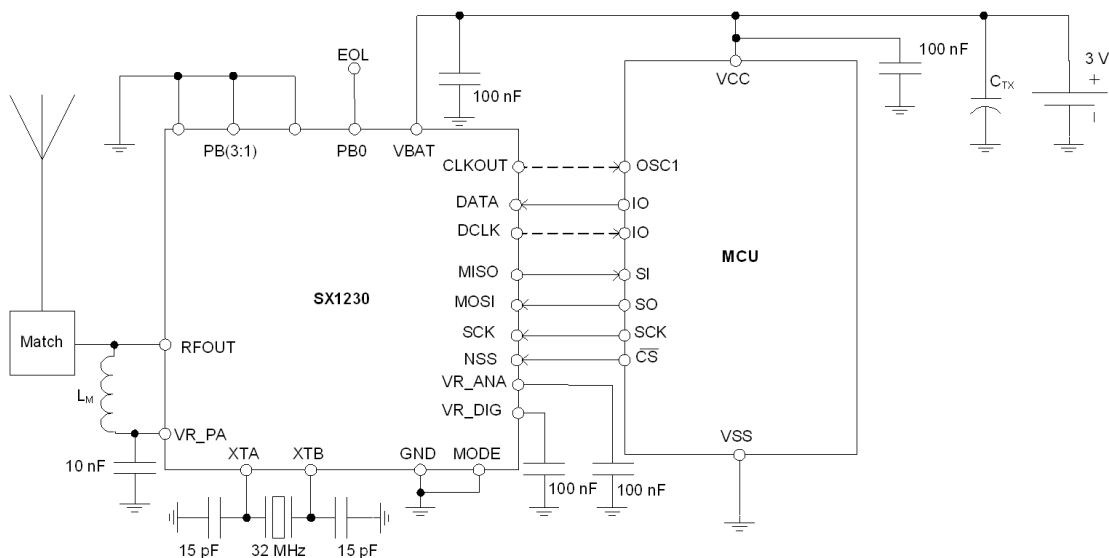 EOL
100 nF
3 V
VCC
C_TX
+
100 nF
PB(3:1)
PB0
VBAT
CLKOUT
OSC1
DATA
IO
DCLK
IO
MCU
MISO
SI
SX1230
MOSI
SO
SCK
SCK
Match
RFOUT
NSS
CS
VR_ANA
L_M
VR_DIG
VR_PA
VSS
XTA
XTB
GND
MODE
10 nF
100 nF
100 nF
15 pF
32 MHz
15 pF